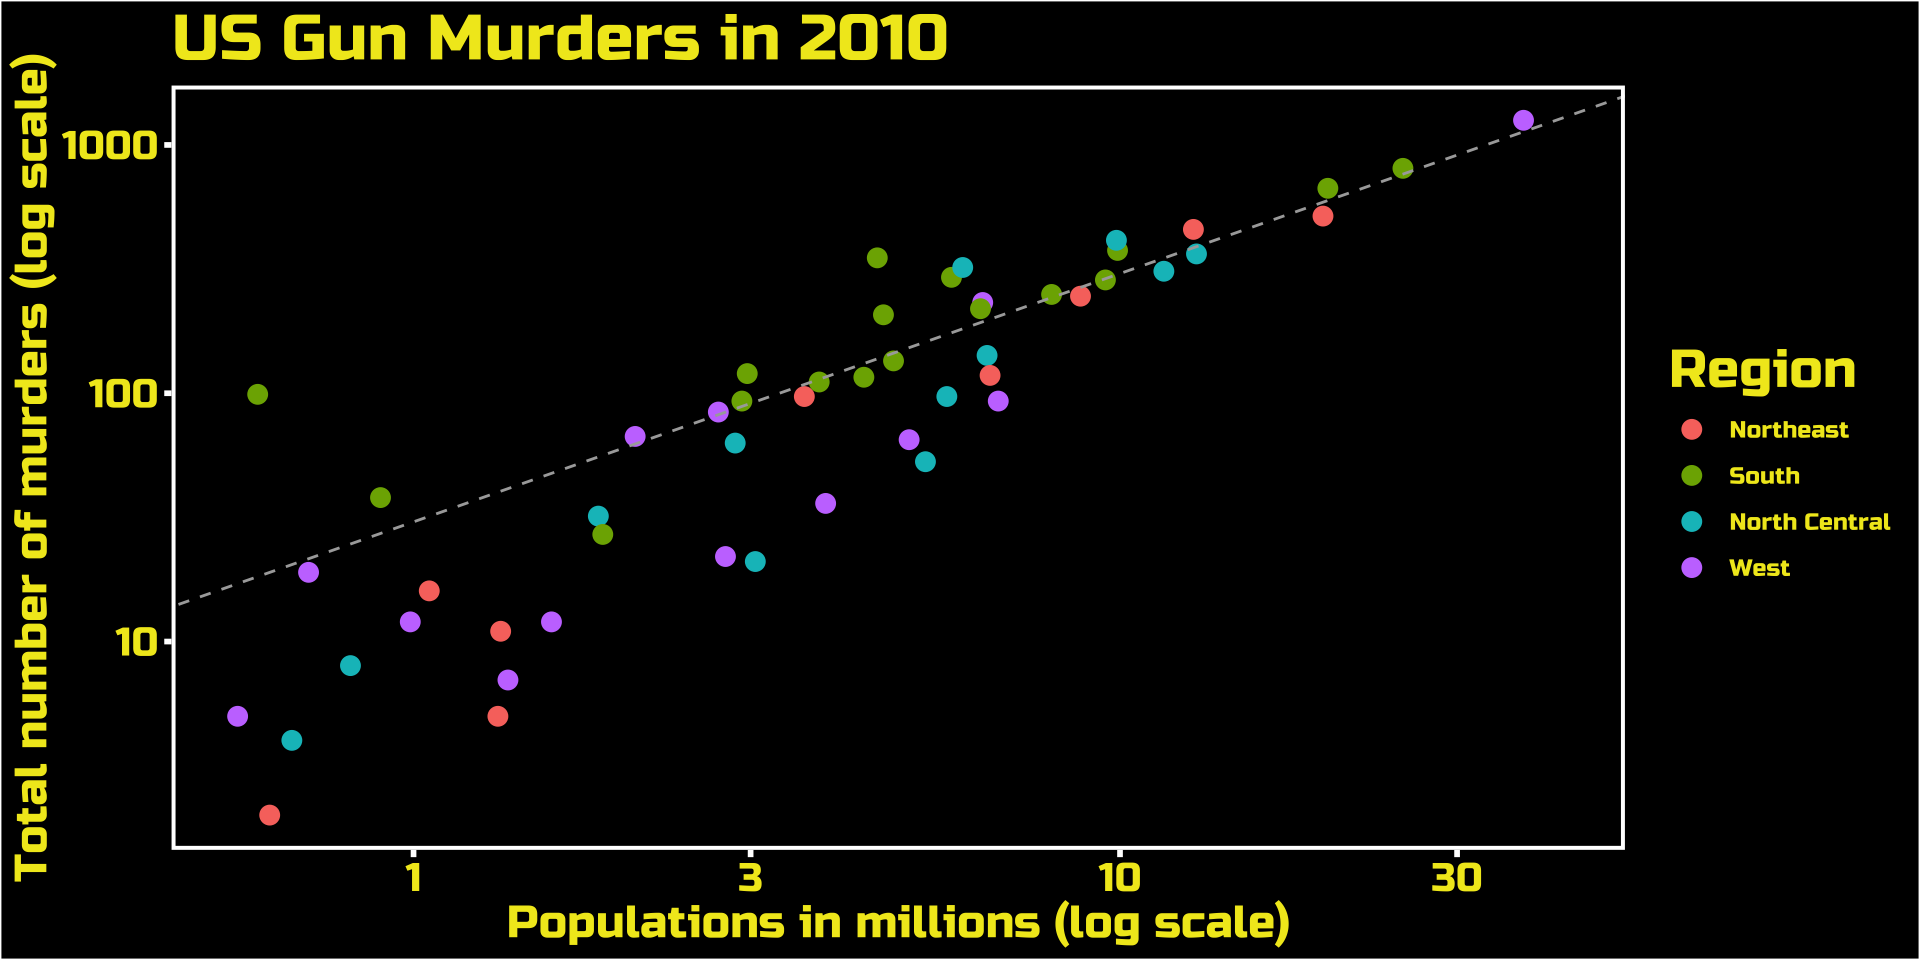 US Gun Murders in 2010
Total number of murders (log scale)
1000
100
10
1
3
10
30
Populations in millions (log scale)
Region
Northeast
South
North Central
West